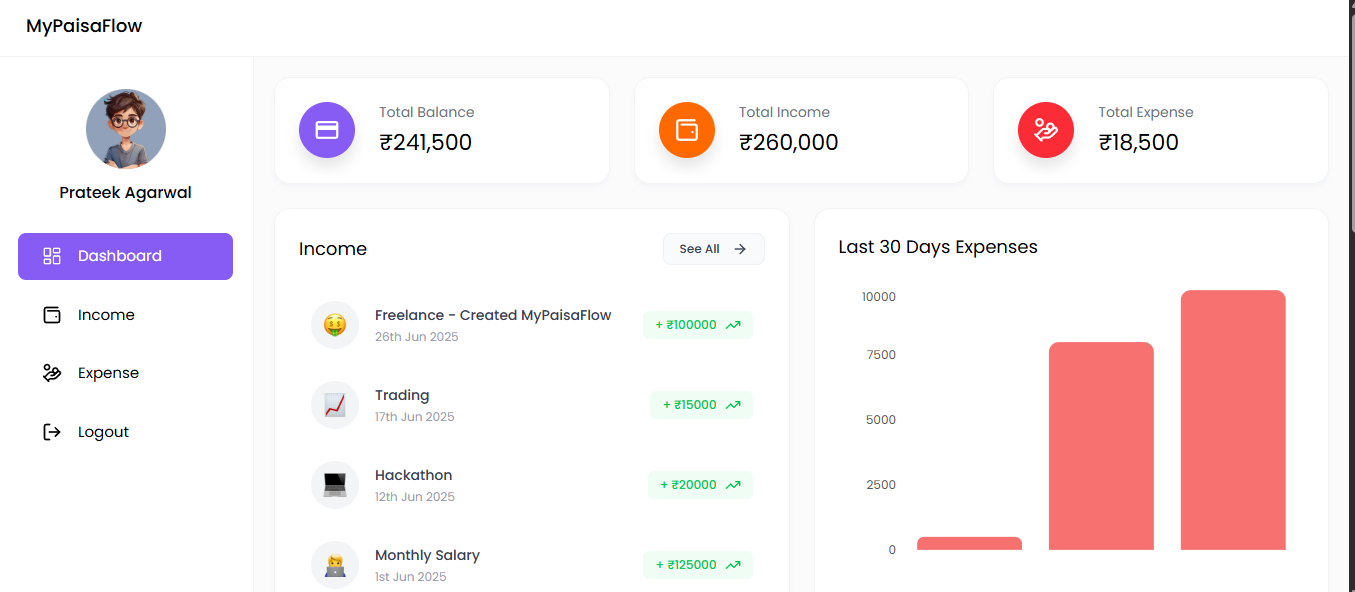 MyPaisaFlow
Prateek Agarwal
Dashboard
Income
Expense
Logout
Total Balance
₹241,500
Total Income
₹260,000
Total Expense
₹18,500
Income
See All
Freelance - Created MyPaisaFlow
26th Jun 2025
+ ₹100000
Trading
17th Jun 2025
+ ₹15000
Hackathon
12th Jun 2025
+ ₹20000
Monthly Salary
1st Jun 2025
+ ₹125000
Last 30 Days Expenses
10000
7500
5000
2500
0